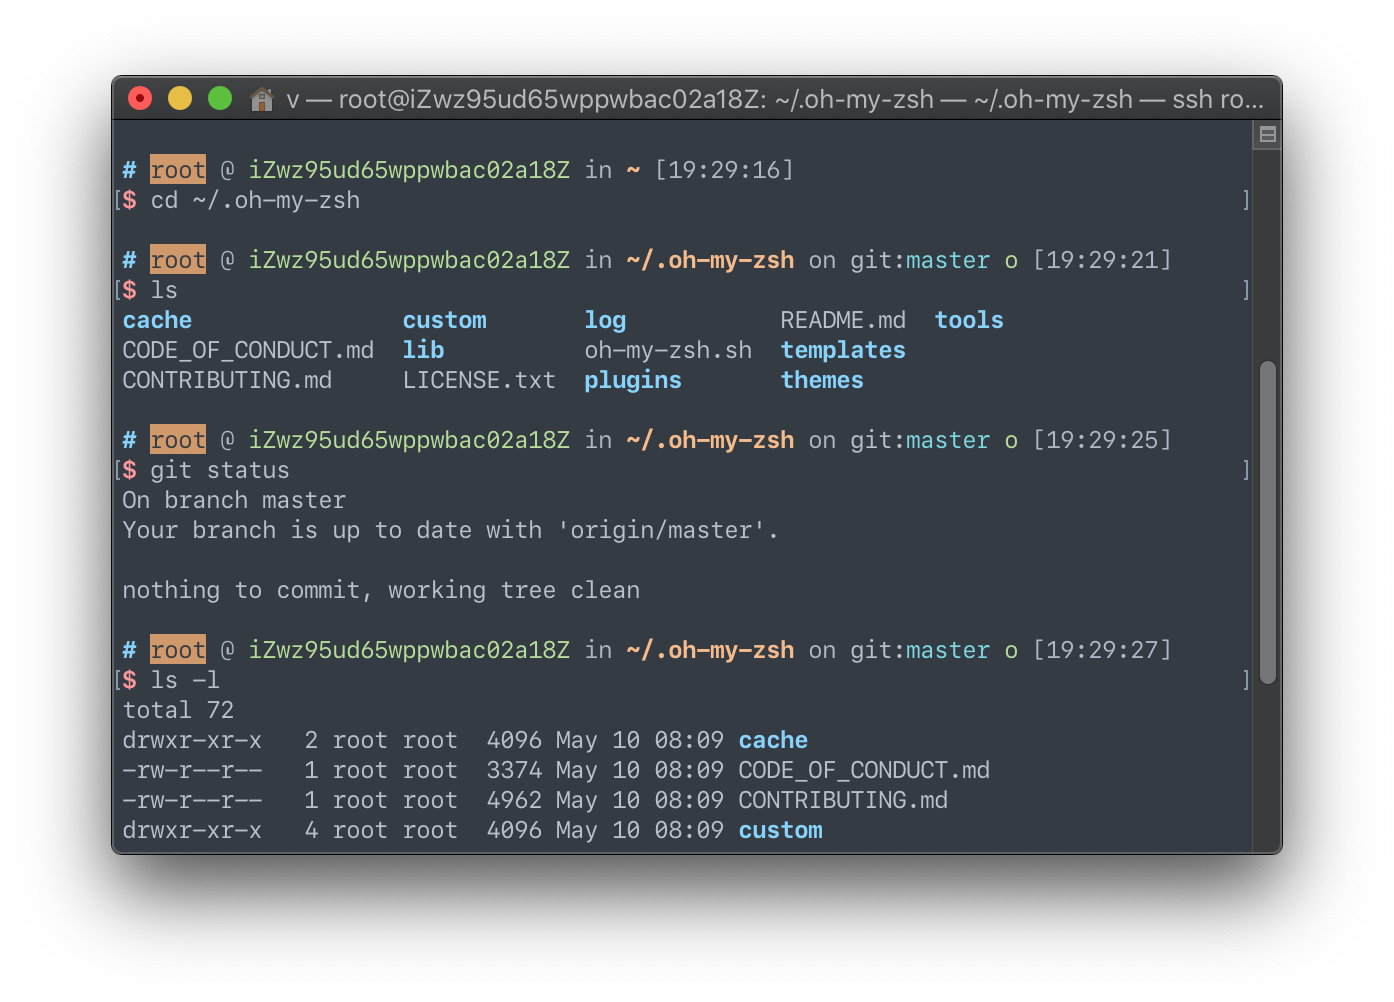 v — root@iZwz95ud65wppwbac02a18Z: ~/.oh-my-zsh — ~/.oh-my-zsh — ssh ro...
# root @ iZwz95ud65wppwbac02a18Z in ~ [19:29:16]
[$ cd ~/.oh-my-zsh ]
# root @ iZwz95ud65wppwbac02a18Z in ~/.oh-my-zsh on git:master o [19:29:21]
[$ ls ]
cache custom log README.md tools
CODE_OF_CONDUCT.md lib oh-my-zsh.sh templates
CONTRIBUTING.md LICENSE.txt plugins themes
# root @ iZwz95ud65wppwbac02a18Z in ~/.oh-my-zsh on git:master o [19:29:25]
[$ git status ]
On branch master
Your branch is up to date with 'origin/master'.
nothing to commit, working tree clean
# root @ iZwz95ud65wppwbac02a18Z in ~/.oh-my-zsh on git:master o [19:29:27]
[$ ls -l ]
total 72
drwxr-xr-x 2 root root 4096 May 10 08:09 cache
-rw-r--r-- 1 root root 3374 May 10 08:09 CODE_OF_CONDUCT.md
-rw-r--r-- 1 root root 4962 May 10 08:09 CONTRIBUTING.md
drwxr-xr-x 4 root root 4096 May 10 08:09 custom